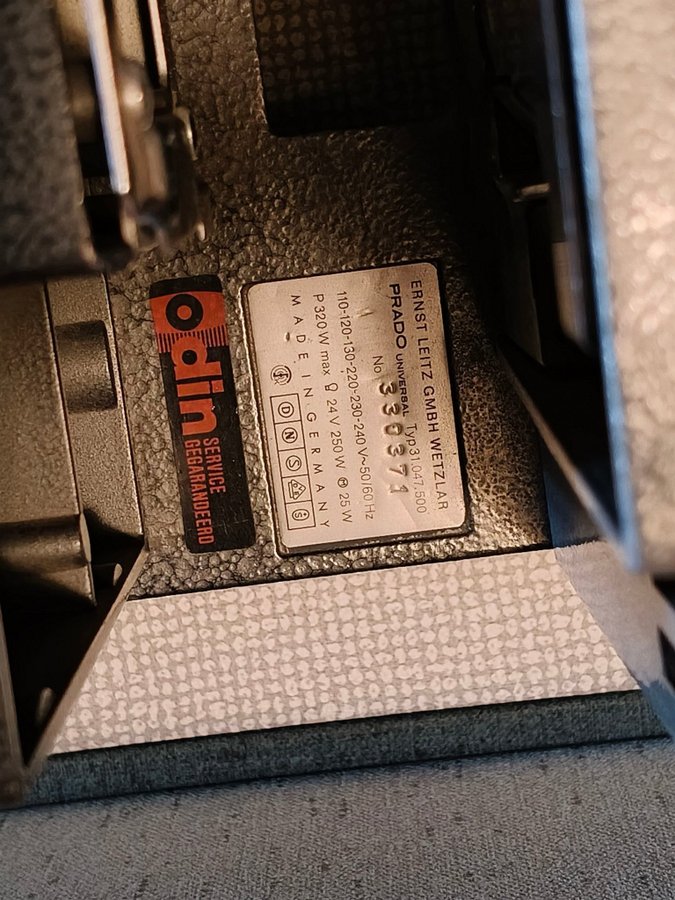 ERNST LEITZ GMBH WETZLAR
PRADO UNIVERSAL Typ 31.047.500
No 330371
110-120-130-220-230-240 V~50/60 Hz
P 320 W max 24V 250 W 25 W
MADE IN GERMANY
D N S
odin
SERVICE
GEGARANDEERD